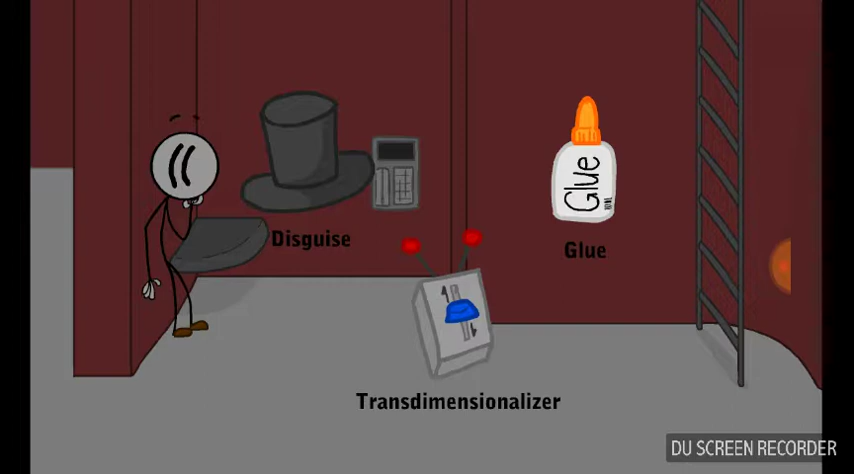 Disguise
Glue
Glue
Transdimensionalizer
DU SCREEN RECORDER